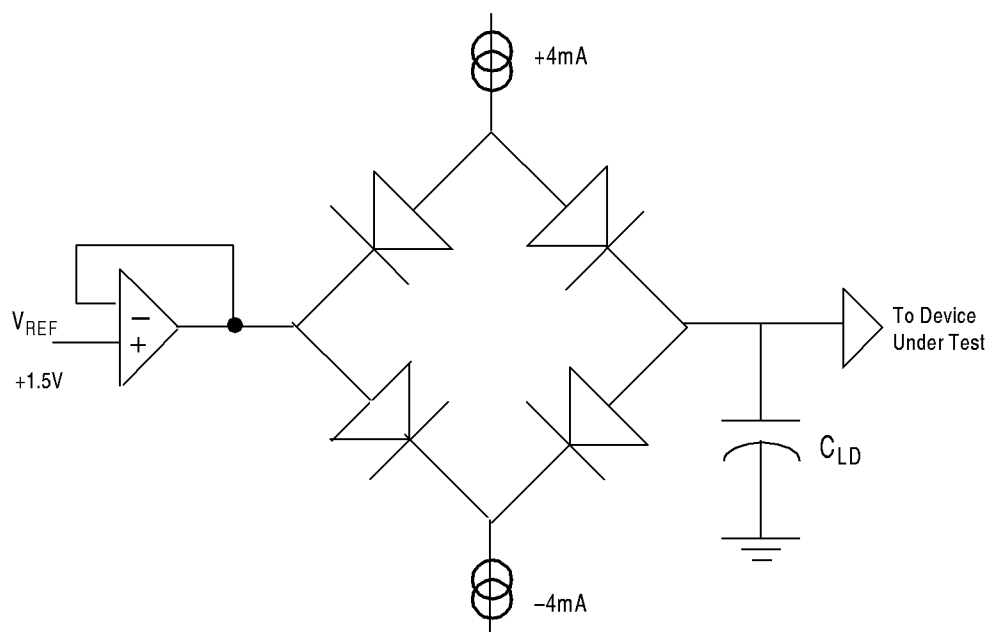 +4mA
V_REF
−
+
+1.5V
To Device
Under Test
C_LD
−4mA